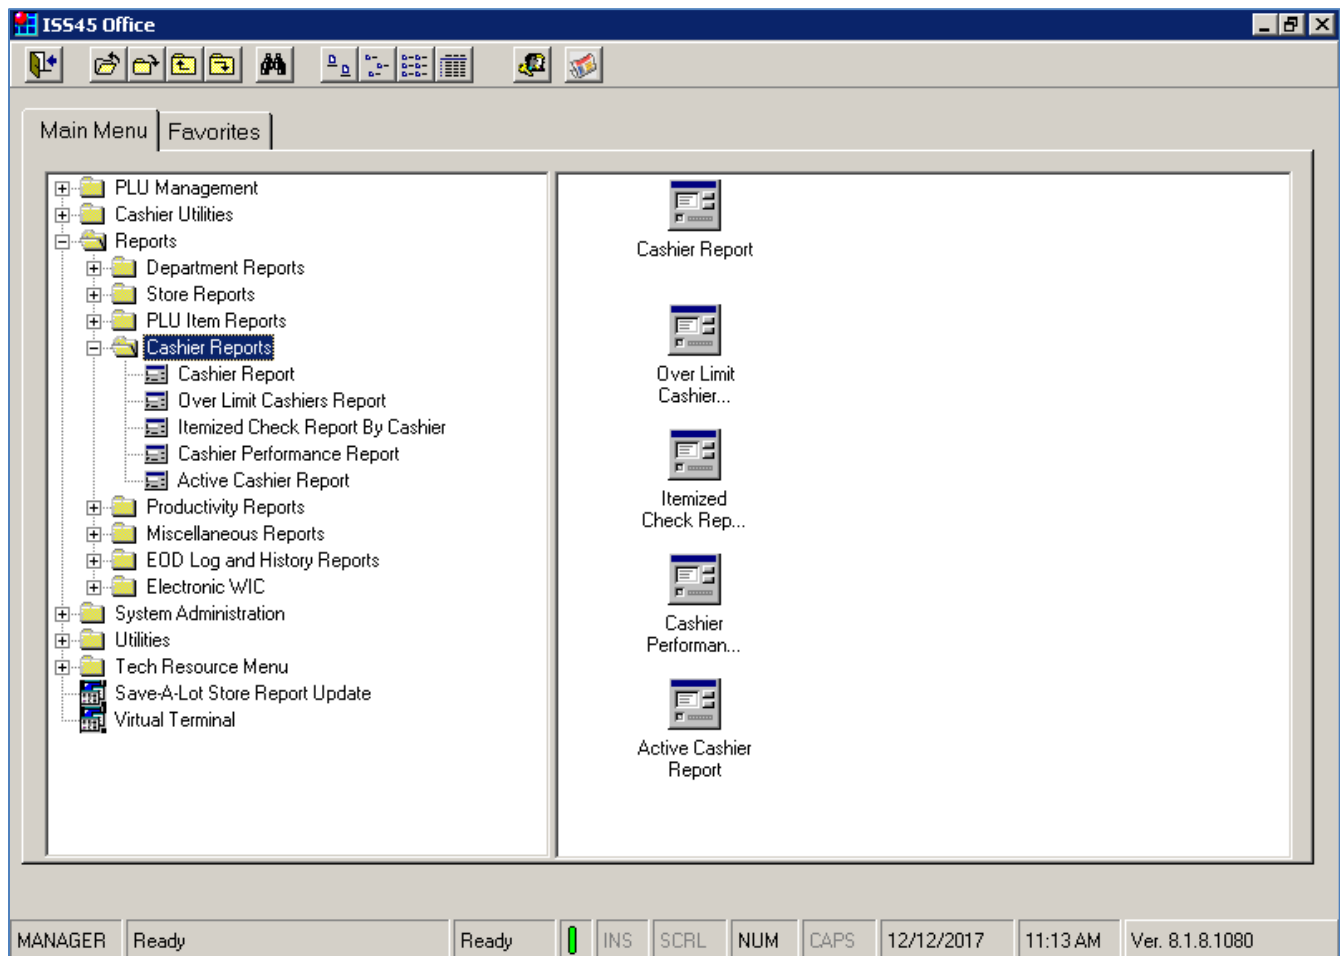 ISS45 Office
Main Menu
Favorites
PLU Management
Cashier Utilities
Reports
Department Reports
Store Reports
PLU Item Reports
Cashier Reports
Cashier Report
Over Limit Cashiers Report
Itemized Check Report By Cashier
Cashier Performance Report
Active Cashier Report
Productivity Reports
Miscellaneous Reports
EOD Log and History Reports
Electronic WIC
System Administration
Utilities
Tech Resource Menu
Save-A-Lot Store Report Update
Virtual Terminal
Cashier Report
Over Limit
Cashier...
Itemized
Check Rep...
Cashier
Performan...
Active Cashier
Report
MANAGER
Ready
Ready
INS
SCRL
NUM
CAPS
12/12/2017
11:13 AM
Ver. 8.1.8.1080